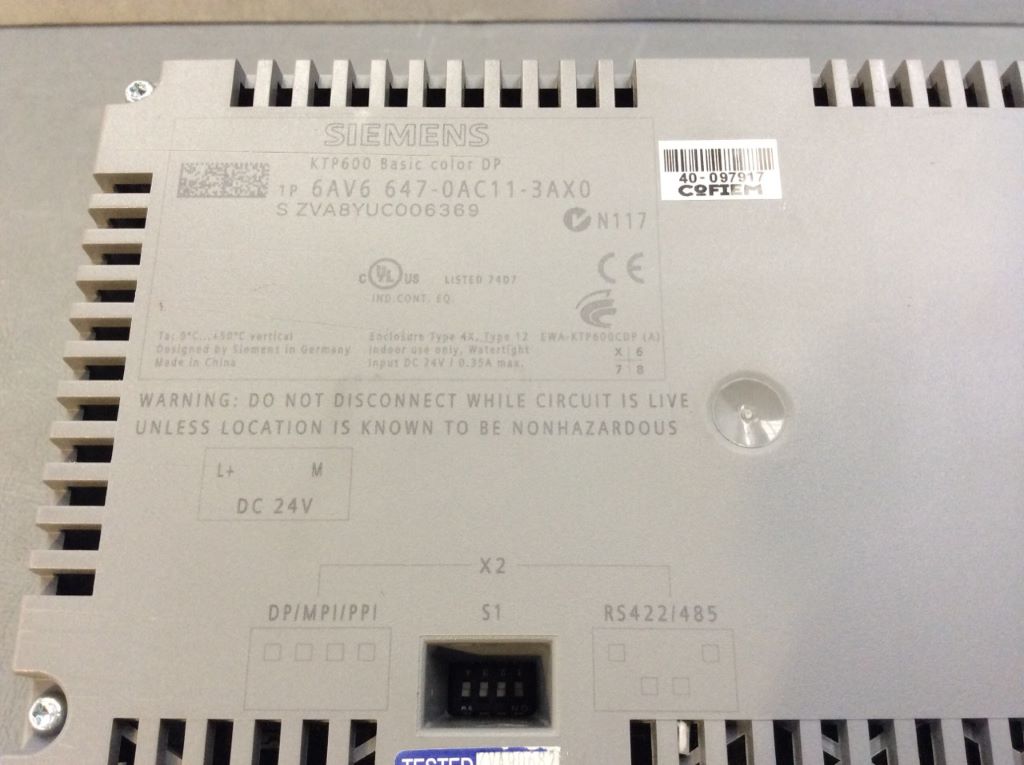 SIEMENS
KTP600 Basic color DP
1P 6AV6 647-0AC11-3AX0
S ZVA8YUC006369
40-097917
COFIEM
N117
C UL US LISTED 74D7
IND.CONT. EQ.
CE
Ta: 0°C...+50°C vertical
Designed by Siemens in Germany
Made in China
Enclosure Type 4X, Type 12
Indoor use only, Watertight
Input DC 24V / 0.35A max.
EWA-KTP600CDP (A)
X 6
7 8
WARNING: DO NOT DISCONNECT WHILE CIRCUIT IS LIVE
UNLESS LOCATION IS KNOWN TO BE NONHAZARDOUS
L+ M
DC 24V
X2
DP/MPI/PPI S1 RS422/485
TESTED